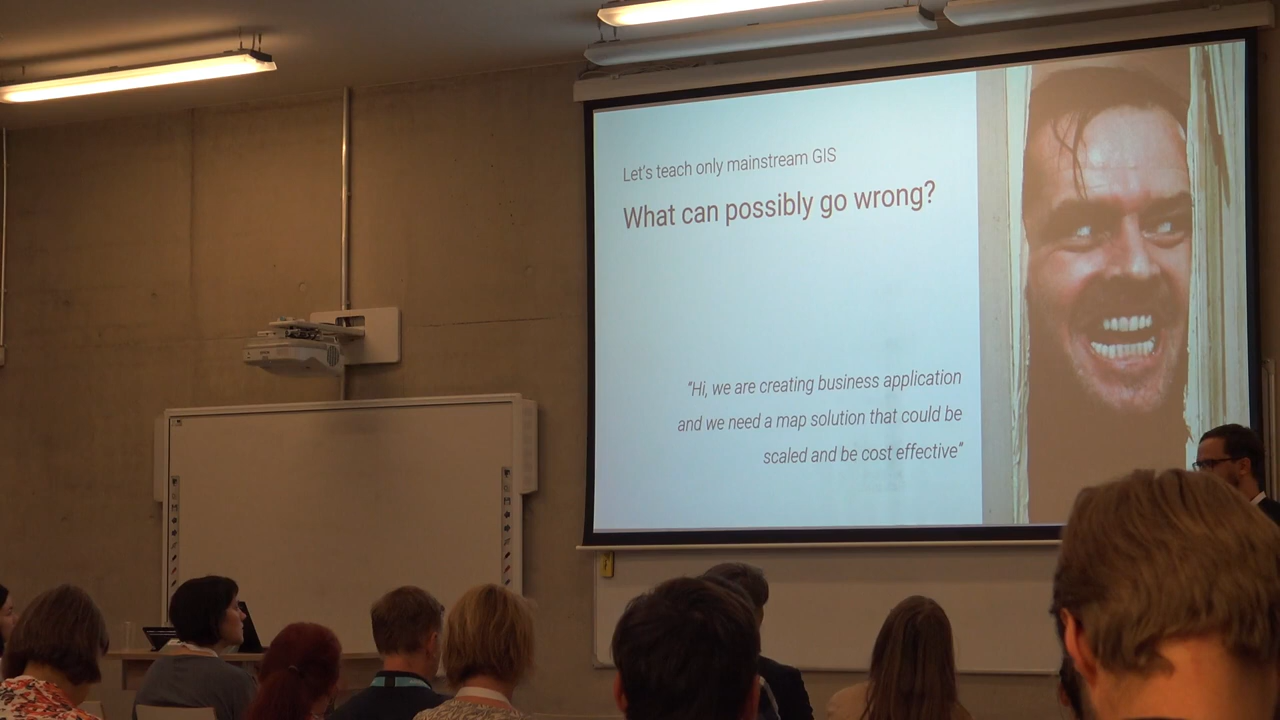 Let's teach only mainstream GIS
What can possibly go wrong?
"Hi, we are creating business application
and we need a map solution that could be
scaled and be cost effective"